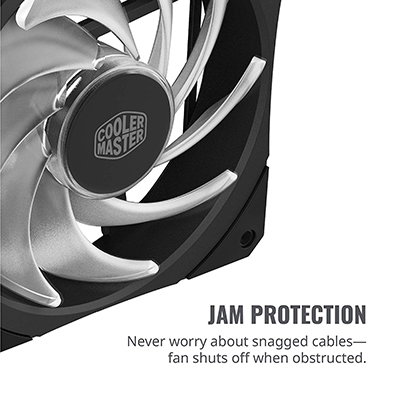 COOLER
MASTER
JAM PROTECTION
Never worry about snagged cables—
fan shuts off when obstructed.